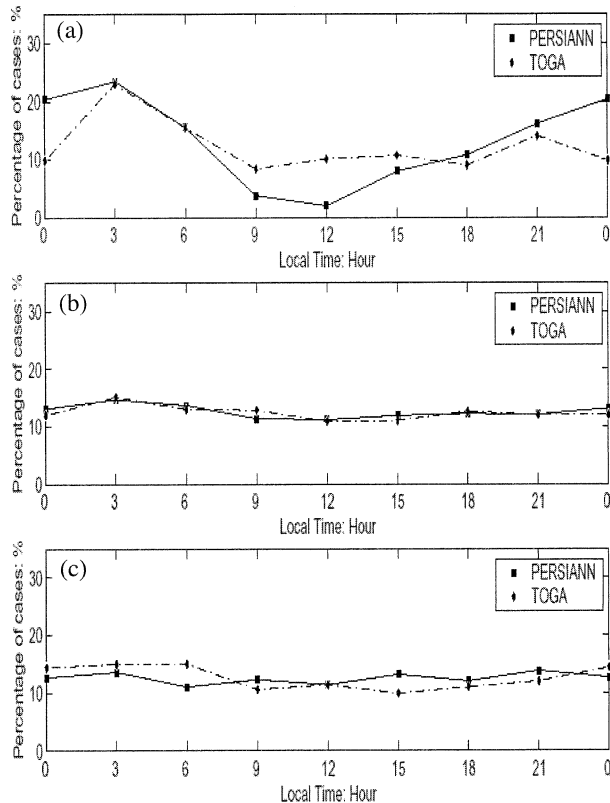 (a)
PERSIANN
TOGA
Percentage of cases: %
30
20
10
0
0 3 6 9 12 15 18 21 0
Local Time: Hour
(b)
PERSIANN
TOGA
Percentage of cases: %
30
20
10
0
0 3 6 9 12 15 18 21 0
Local Time: Hour
(c)
PERSIANN
TOGA
Percentage of cases: %
30
20
10
0
0 3 6 9 12 15 18 21 0
Local Time: Hour